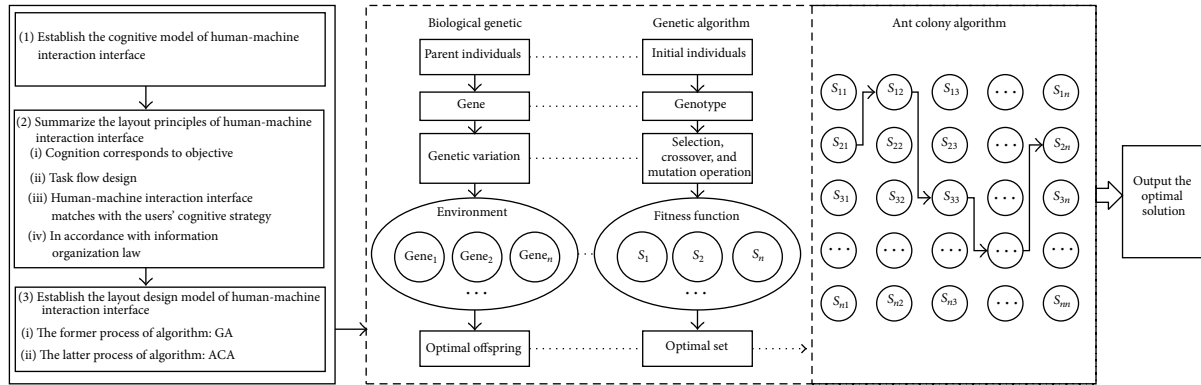 (1) Establish the cognitive model of human-machine
interaction interface
(2) Summarize the layout principles of human-machine
interaction interface
(i) Cognition corresponds to objective
(ii) Task flow design
(iii) Human-machine interaction interface
matches with the users' cognitive strategy
(iv) In accordance with information
organization law
(3) Establish the layout design model of human-machine
interaction interface
(i) The former process of algorithm: GA
(ii) The latter process of algorithm: ACA
Biological genetic
Parent individuals
Gene
Genetic variation
Environment
Gene₁ Gene₂ Geneₙ
...
Optimal offspring
Genetic algorithm
Initial individuals
Genotype
Selection,
crossover, and
mutation operation
Fitness function
S₁ S₂ Sₙ
...
Optimal set
Ant colony algorithm
S₁₁ S₁₂ S₁₃ ... S₁ₙ
S₂₁ S₂₂ S₂₃ ... S₂ₙ
S₃₁ S₃₂ S₃₃ ... S₃ₙ
... ... ... ... ...
Sₙ₁ Sₙ₂ Sₙ₃ ... Sₙₙ
Output the
optimal
solution